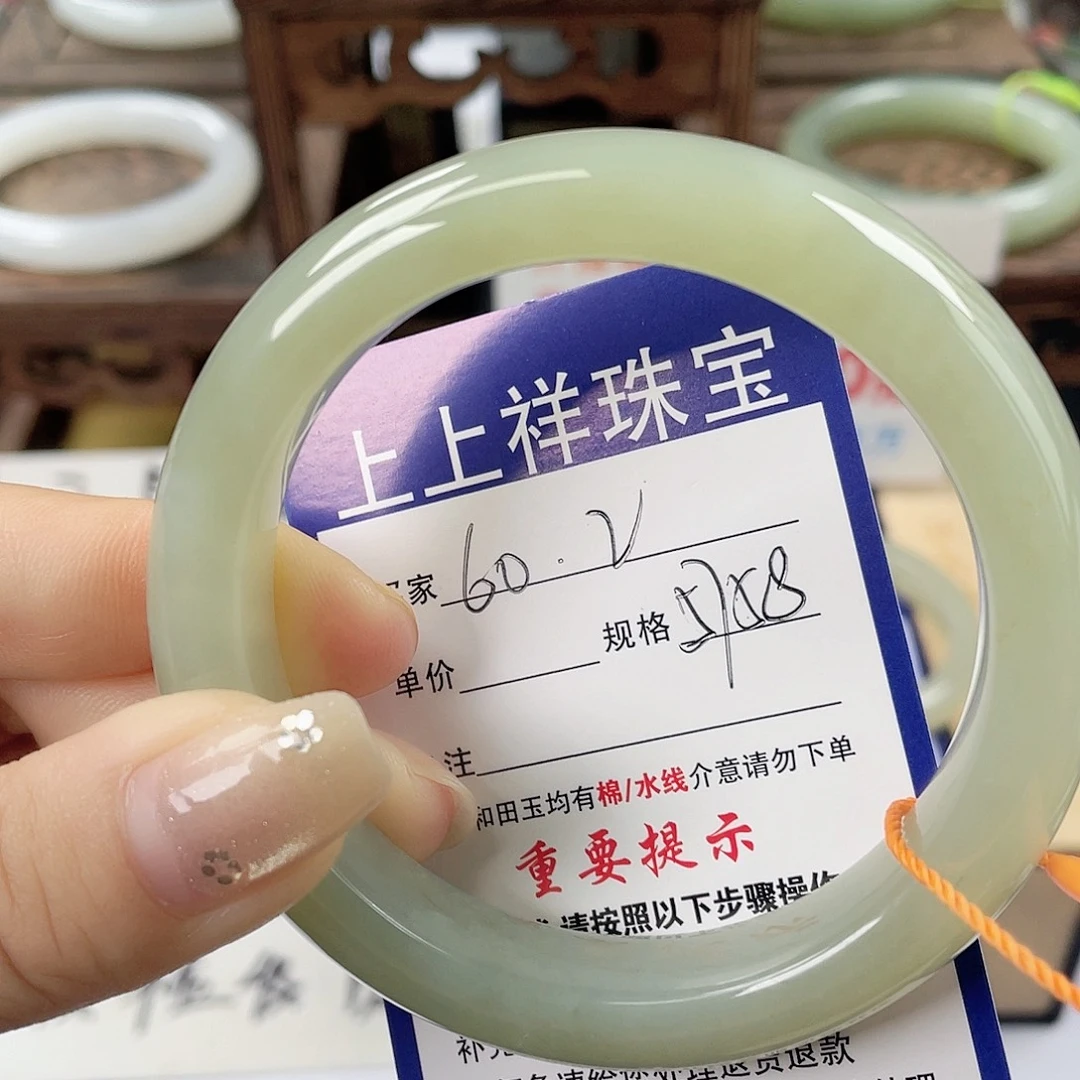 上上祥珠宝
家 60.V
规格 57x58
单价
注
和田玉均有棉/水线介意请勿下单
重要提示
请按照以下步骤操作